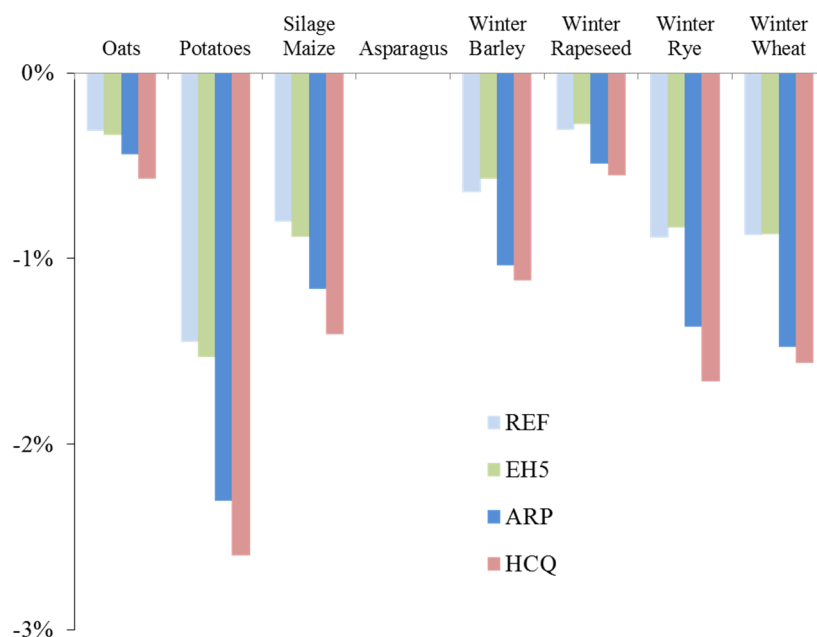 Oats
Potatoes
Silage
Maize
Asparagus
Winter
Barley
Winter
Rapeseed
Winter
Rye
Winter
Wheat
0%
-1%
-2%
-3%
REF
EH5
ARP
HCQ